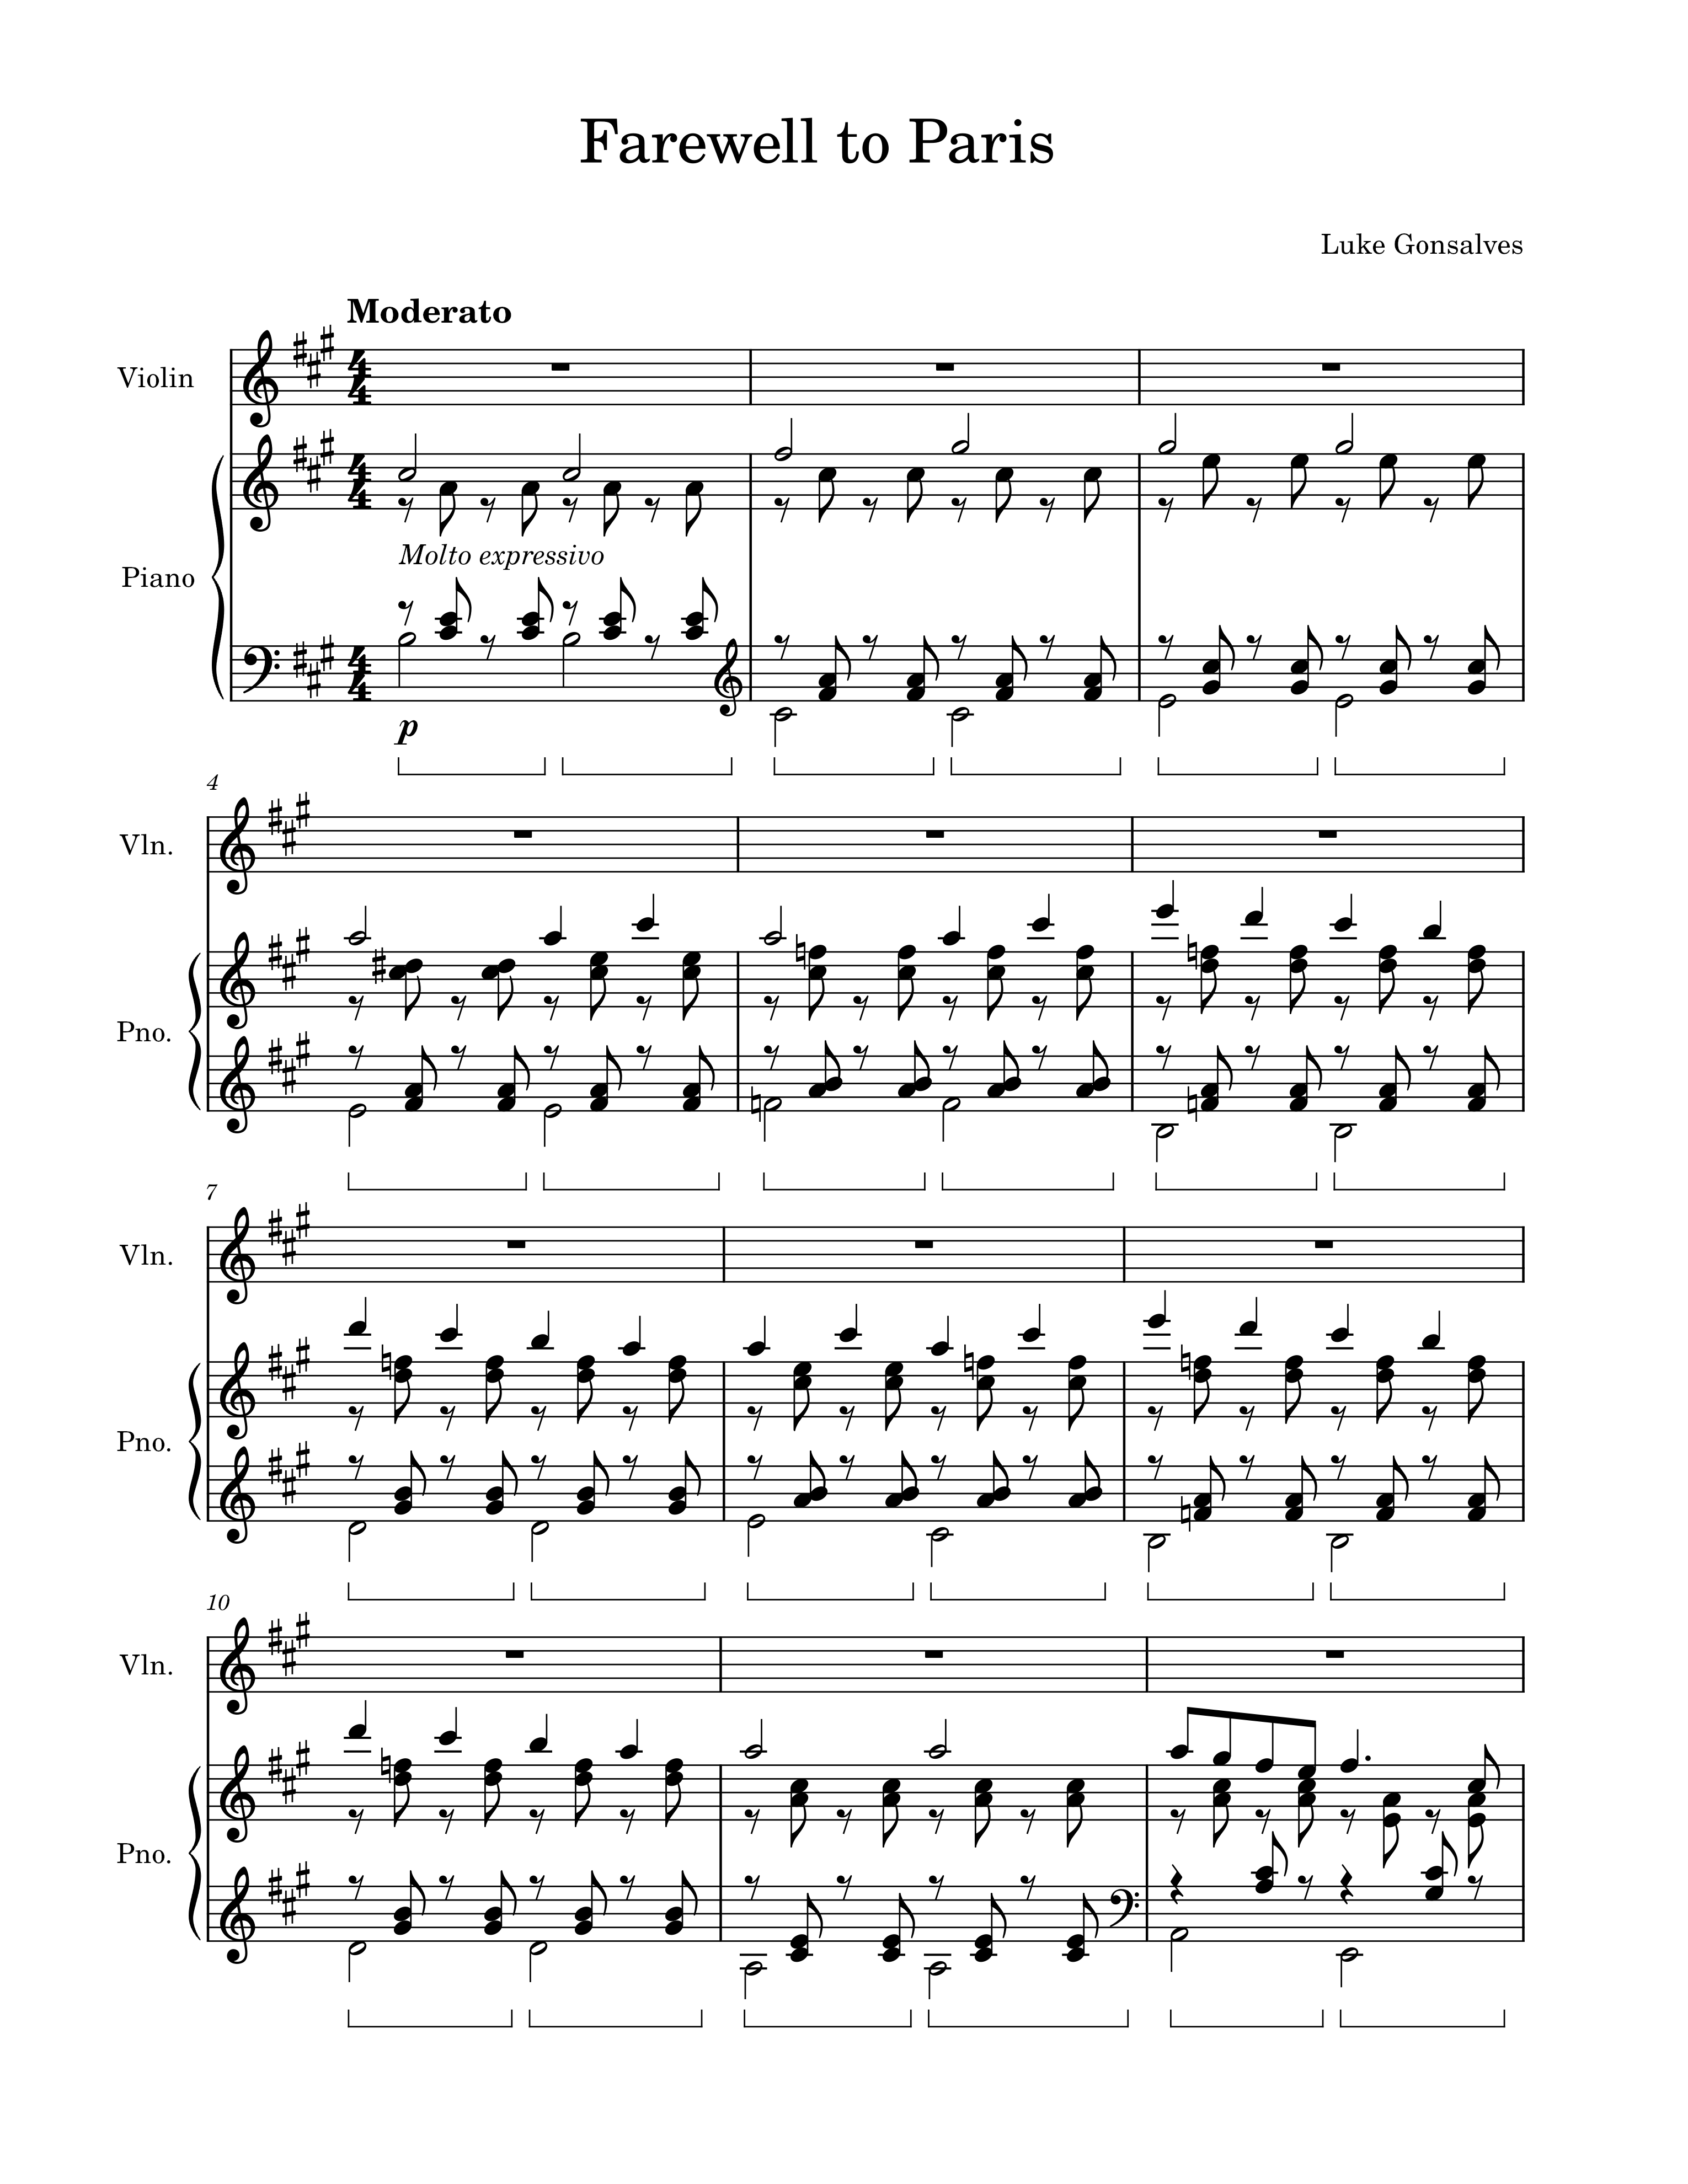 Farewell to Paris
Luke Gonsalves
Moderato
Violin
Molto expressivo
Piano
p
4
Vln.
Pno.
7
Vln.
Pno.
10
Vln.
Pno.